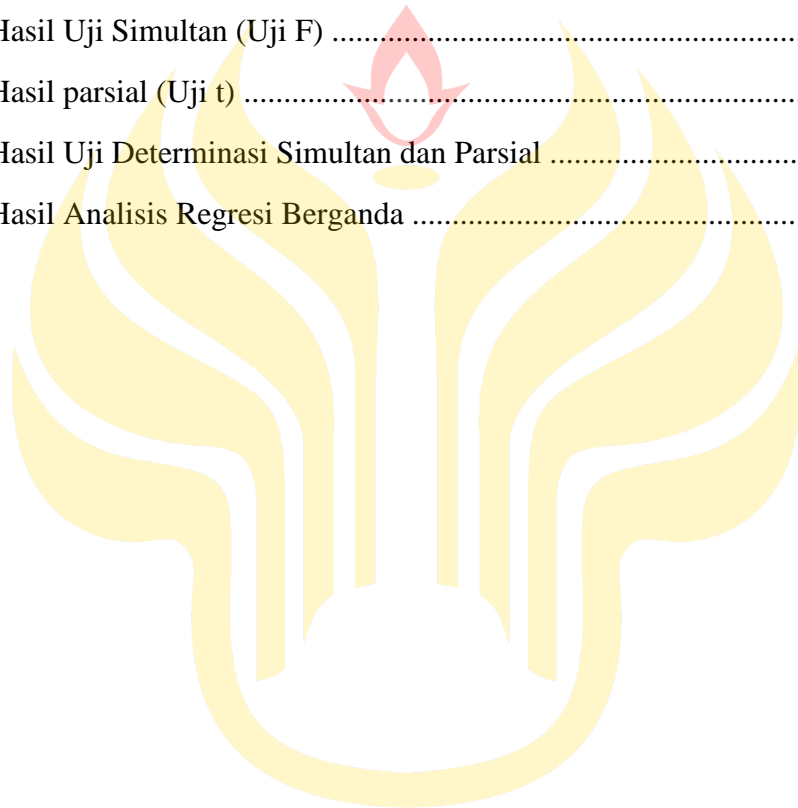 Hasil Uji Simultan (Uji F) ..........................................................
Hasil parsial (Uji t) .....................................................................
Hasil Uji Determinasi Simultan dan Parsial ...............................
Hasil Analisis Regresi Berganda ................................................